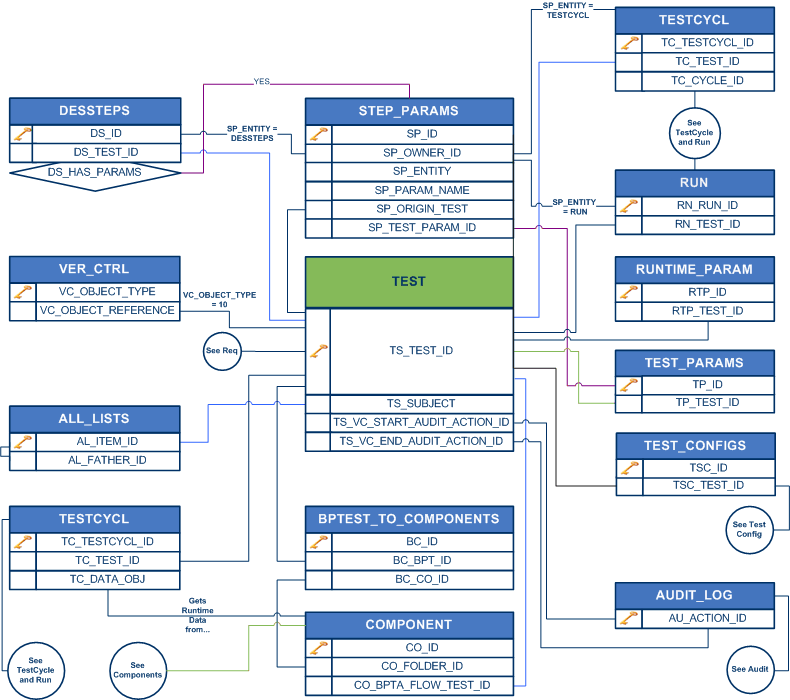 SP_ENTITY =
TESTCYCL
TESTCYCL
TC_TESTCYCL_ID
TC_TEST_ID
TC_CYCLE_ID
YES
DESSTEPS
DS_ID
DS_TEST_ID
DS_HAS_PARAMS
SP_ENTITY =
DESSTEPS
STEP_PARAMS
SP_ID
SP_OWNER_ID
SP_ENTITY
SP_PARAM_NAME
SP_ORIGIN_TEST
SP_TEST_PARAM_ID
See
TestCycle
and Run
SP_ENTITY
= RUN
RUN
RN_RUN_ID
RN_TEST_ID
VER_CTRL
VC_OBJECT_TYPE
VC_OBJECT_REFERENCE
VC_OBJECT_TYPE
= 10
TEST
TS_TEST_ID
TS_SUBJECT
TS_VC_START_AUDIT_ACTION_ID
TS_VC_END_AUDIT_ACTION_ID
RUNTIME_PARAM
RTP_ID
RTP_TEST_ID
See Req
TEST_PARAMS
TP_ID
TP_TEST_ID
ALL_LISTS
AL_ITEM_ID
AL_FATHER_ID
TEST_CONFIGS
TSC_ID
TSC_TEST_ID
See Test
Config
TESTCYCL
TC_TESTCYCL_ID
TC_TEST_ID
TC_DATA_OBJ
BPTEST_TO_COMPONENTS
BC_ID
BC_BPT_ID
BC_CO_ID
Gets
Runtime
Data
from...
AUDIT_LOG
AU_ACTION_ID
COMPONENT
CO_ID
CO_FOLDER_ID
CO_BPTA_FLOW_TEST_ID
See
TestCycle
and Run
See
Components
See Audit